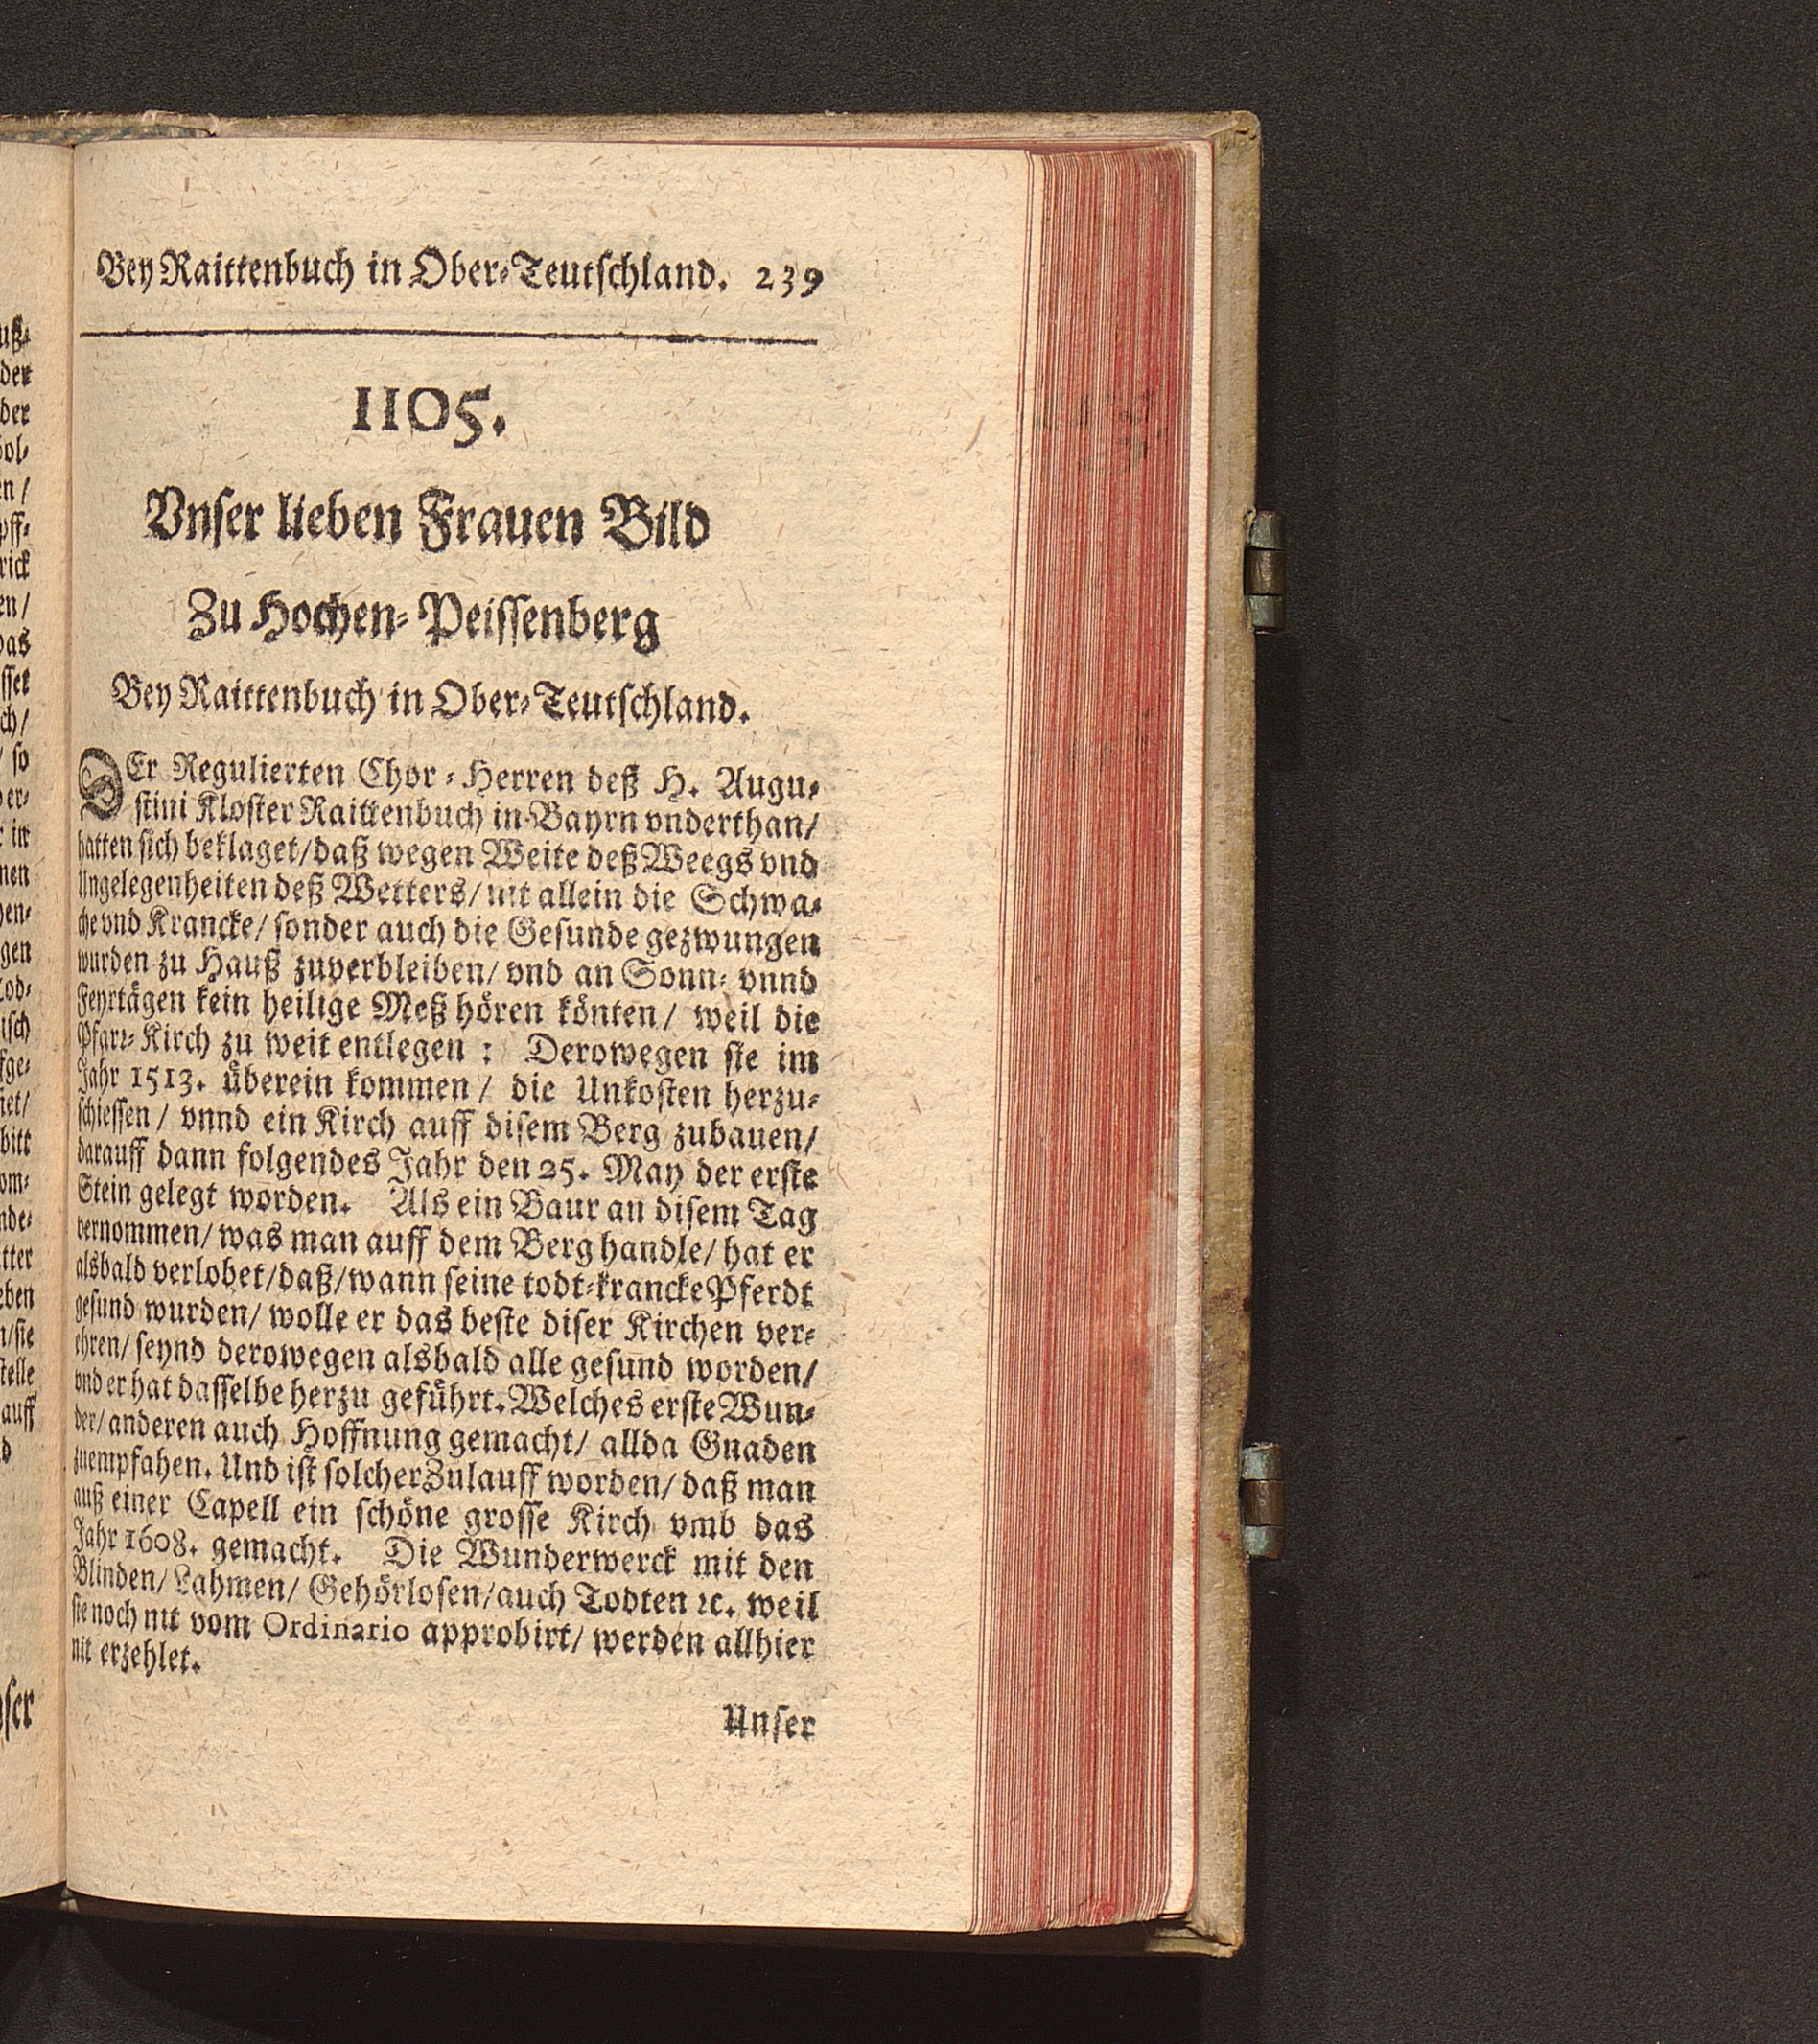 Bey Raittenbuch in Ober-Teutschland. 239
1105.
Vnser lieben Frauen Bild
Zu Hochen-Peissenberg
Bey Raittenbuch in Ober-Teutschland.
DEr Regulierten Chor-Herren deß H. Augu-
stini Kloster Raittenbuch in Bayrn vnderthan/
hatten sich beklaget/daß wegen Weite deß Weegs vnd
Ungelegenheiten deß Wetters/nit allein die Schwa-
che vnd Krancke/ sonder auch die Gesunde gezwungen
wurden zu Hauß zuverbleiben/ vnd an Sonn- vnnd
Feyrtägen kein heilige Meß hören könten/ weil die
Pfarr-Kirch zu weit entlegen : Derowegen sie im
Jahr 1513. überein kommen/ die Unkosten herzu-
schiessen/ vnnd ein Kirch auff disem Berg zubauen/
darauff dann folgendes Jahr den 25. May der erste
Stein gelegt worden. Als ein Baur an disem Tag
vernommen/ was man auff dem Berg handle/ hat er
alsbald verlobet/daß/wann seine todt-krancke Pferdt
gesund wurden/ wolle er das beste diser Kirchen ver-
ehren/ seynd derowegen alsbald alle gesund worden/
vnd er hat dasselbe herzu geführt. Welches erste Wun-
der/ anderen auch Hoffnung gemacht/ allda Gnaden
zuempfahen. Und ist solcher Zulauff worden/ daß man
auß einer Capell ein schöne grosse Kirch vmb das
Jahr 1608. gemacht. Die Wunderwerck mit den
Blinden/ Lahmen/ Gehörlosen/auch Todten ꝛc. weil
sie noch nit vom Ordinario approbirt/ werden allhier
nit erzehlet.
Unser